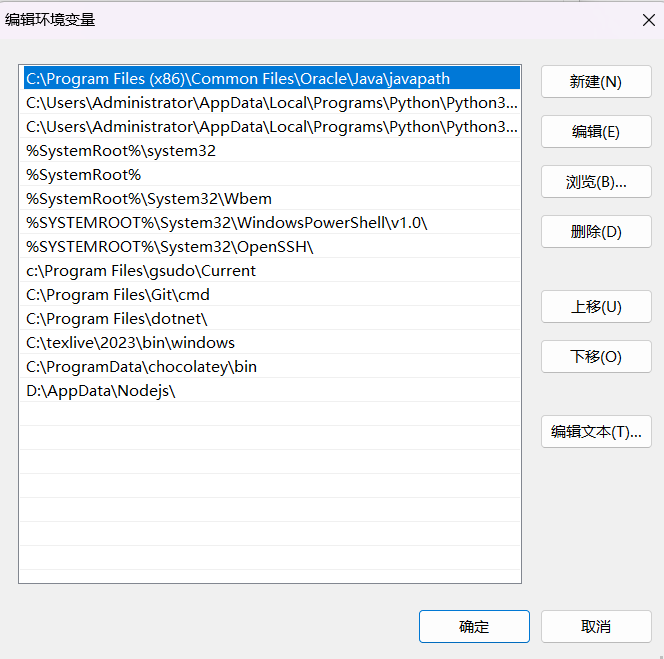 编辑环境变量
C:\Program Files (x86)\Common Files\Oracle\Java\javapath
C:\Users\Administrator\AppData\Local\Programs\Python\Python3...
C:\Users\Administrator\AppData\Local\Programs\Python\Python3...
%SystemRoot%\system32
%SystemRoot%
%SystemRoot%\System32\Wbem
%SYSTEMROOT%\System32\WindowsPowerShell\v1.0\
%SYSTEMROOT%\System32\OpenSSH\
c:\Program Files\gsudo\Current
C:\Program Files\Git\cmd
C:\Program Files\dotnet\
C:\texlive\2023\bin\windows
C:\ProgramData\chocolatey\bin
D:\AppData\Nodejs\
新建(N)
编辑(E)
浏览(B)...
删除(D)
上移(U)
下移(O)
编辑文本(T)...
确定
取消